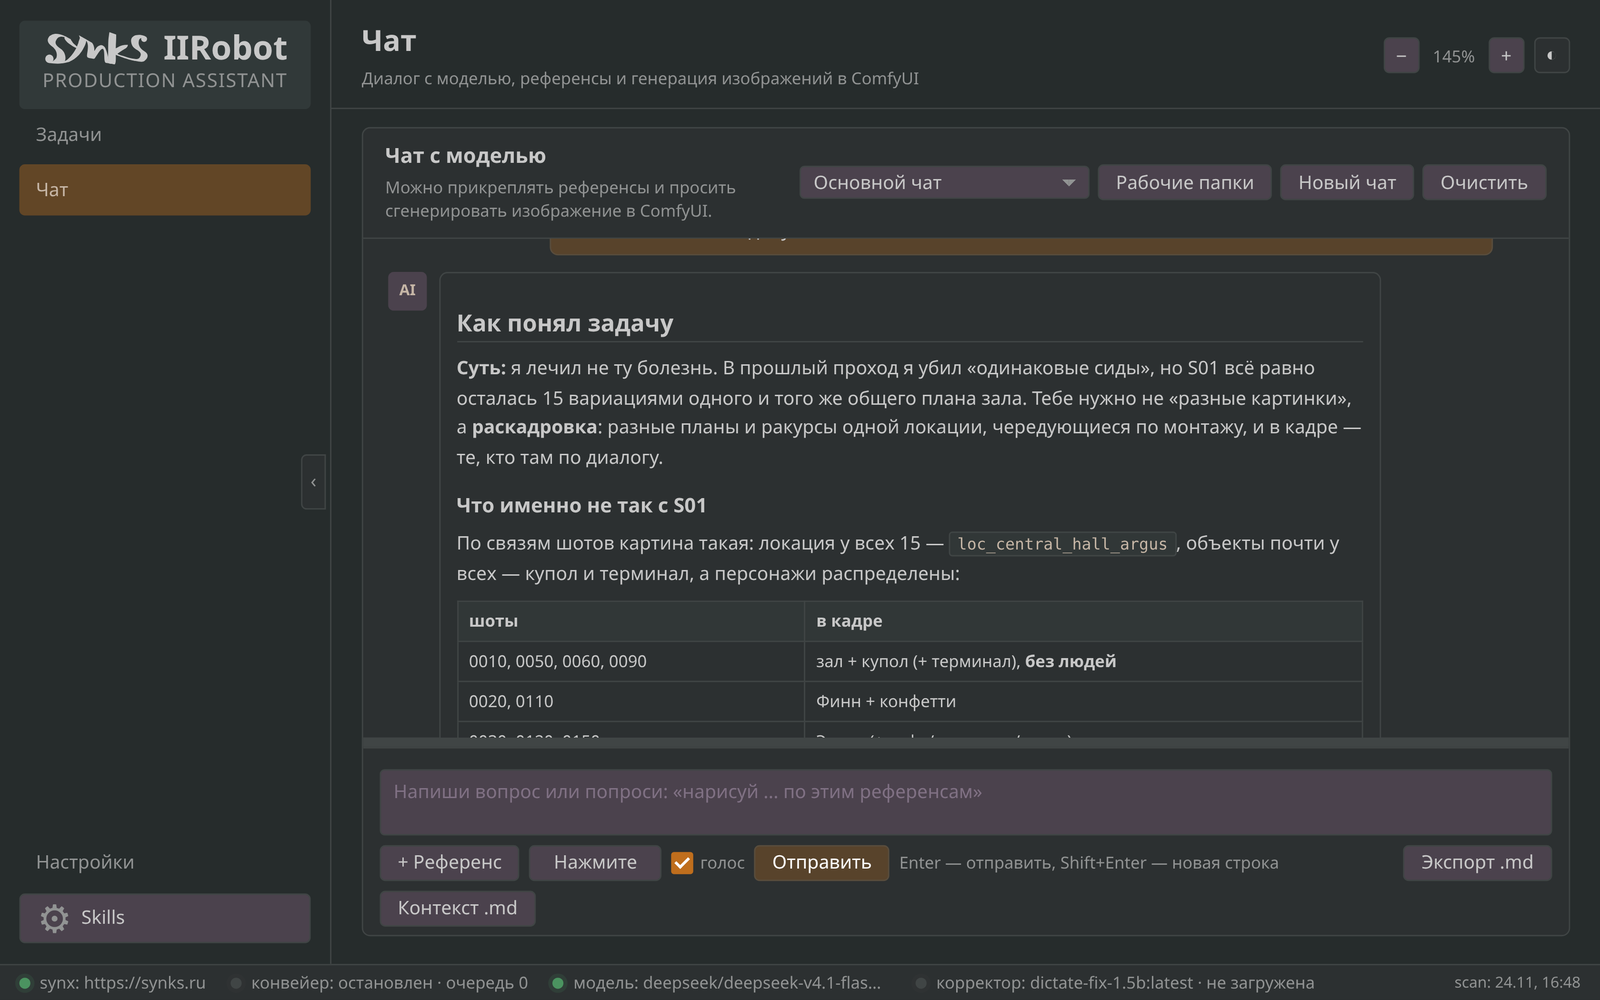 synks IIRobot
PRODUCTION ASSISTANT
Задачи
Чат
Настройки
Skills
Чат
Диалог с моделью, референсы и генерация изображений в ComfyUI
− 145% +
Чат с моделью
Можно прикреплять референсы и просить
сгенерировать изображение в ComfyUI.
Основной чат
Рабочие папки
Новый чат
Очистить
AI
Как понял задачу
Суть: я лечил не ту болезнь. В прошлый проход я убил «одинаковые сиды», но S01 всё равно
осталась 15 вариациями одного и того же общего плана зала. Тебе нужно не «разные картинки»,
а раскадровка: разные планы и ракурсы одной локации, чередующиеся по монтажу, и в кадре —
те, кто там по диалогу.
Что именно не так с S01
По связям шотов картина такая: локация у всех 15 — loc_central_hall_argus, объекты почти у
всех — купол и терминал, а персонажи распределены:
шоты в кадре
0010, 0050, 0060, 0090 зал + купол (+ терминал), без людей
0020, 0110 Финн + конфетти
Напиши вопрос или попроси: «нарисуй ... по этим референсам»
+ Референс
Нажмите
голос
Отправить
Enter — отправить, Shift+Enter — новая строка
Экспорт .md
Контекст .md
synx: https://synks.ru
конвейер: остановлен · очередь 0
модель: deepseek/deepseek-v4.1-flas...
корректор: dictate-fix-1.5b:latest · не загружена
scan: 24.11, 16:48